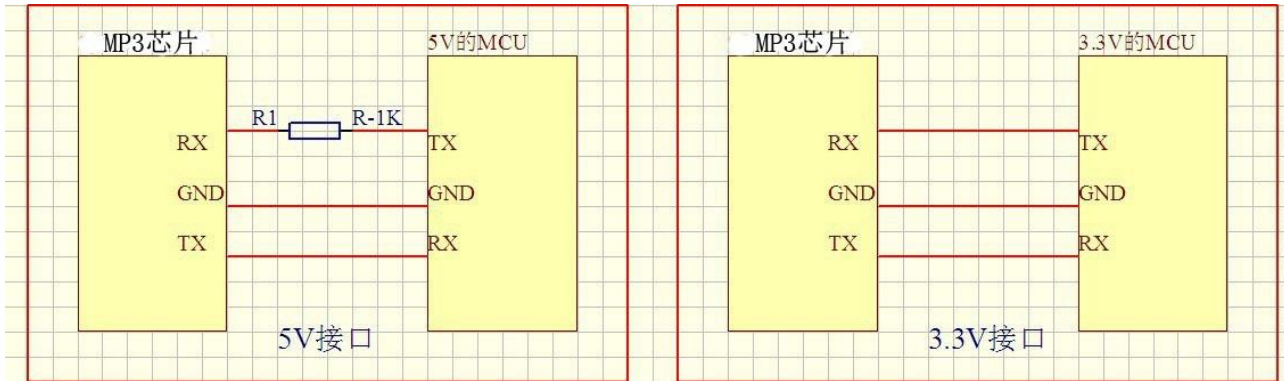 MP3芯片
5V的MCU
R1
R-1K
RX
TX
GND
GND
TX
RX
5V接口
MP3芯片
3.3V的MCU
RX
TX
GND
GND
TX
RX
3.3V接口